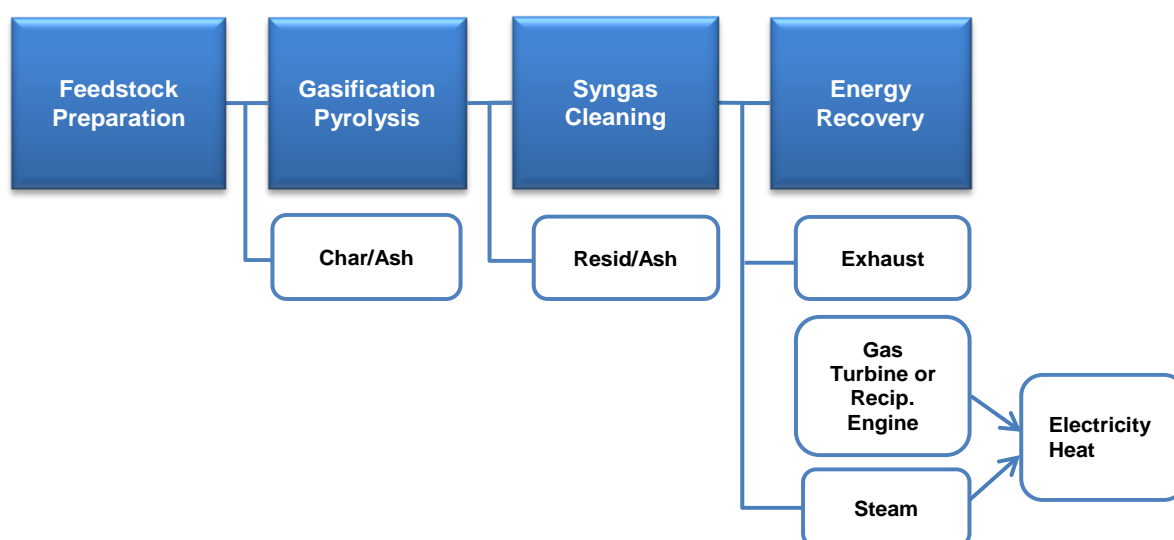 Feedstock
Preparation
Gasification
Pyrolysis
Syngas
Cleaning
Energy
Recovery
Char/Ash
Resid/Ash
Exhaust
Gas
Turbine or
Recip.
Engine
Electricity
Heat
Steam